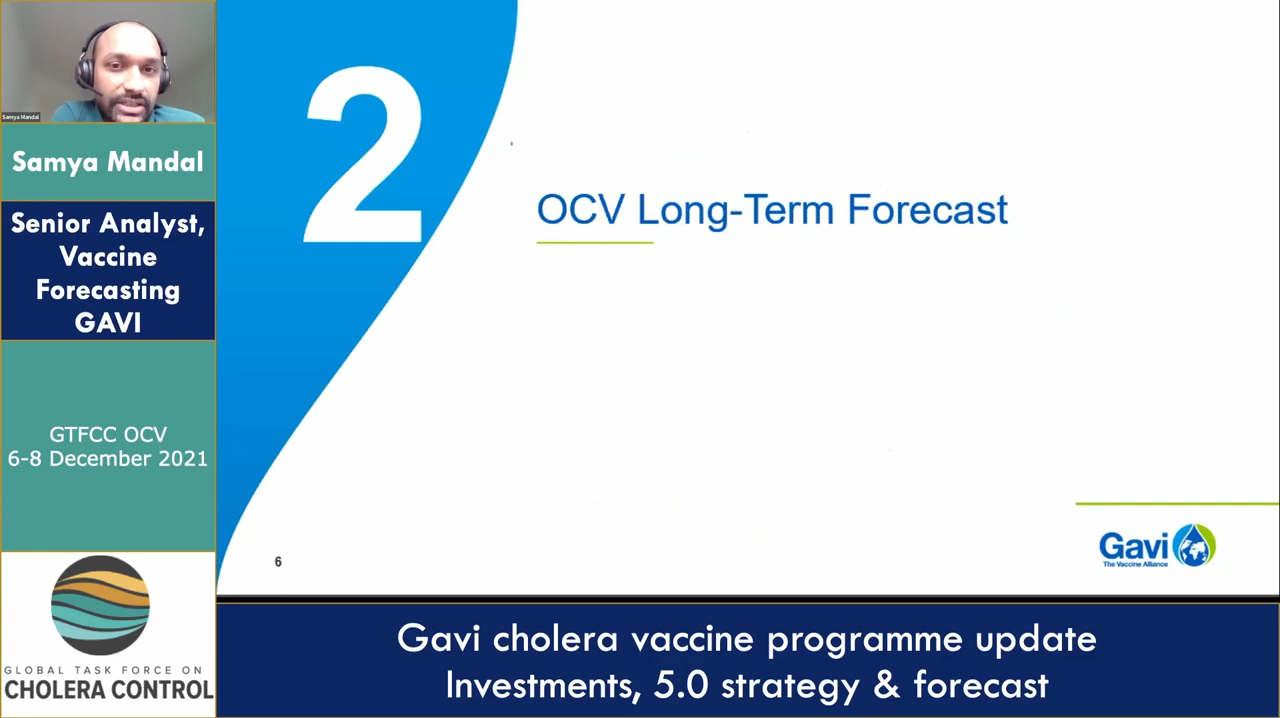 Samya Mandal
Samya Mandal
Senior Analyst,
Vaccine
Forecasting
GAVI
GTFCC OCV
6-8 December 2021
GLOBAL TASK FORCE ON
CHOLERA CONTROL
2
OCV Long-Term Forecast
6
Gavi
The Vaccine Alliance
Gavi cholera vaccine programme update
Investments, 5.0 strategy & forecast